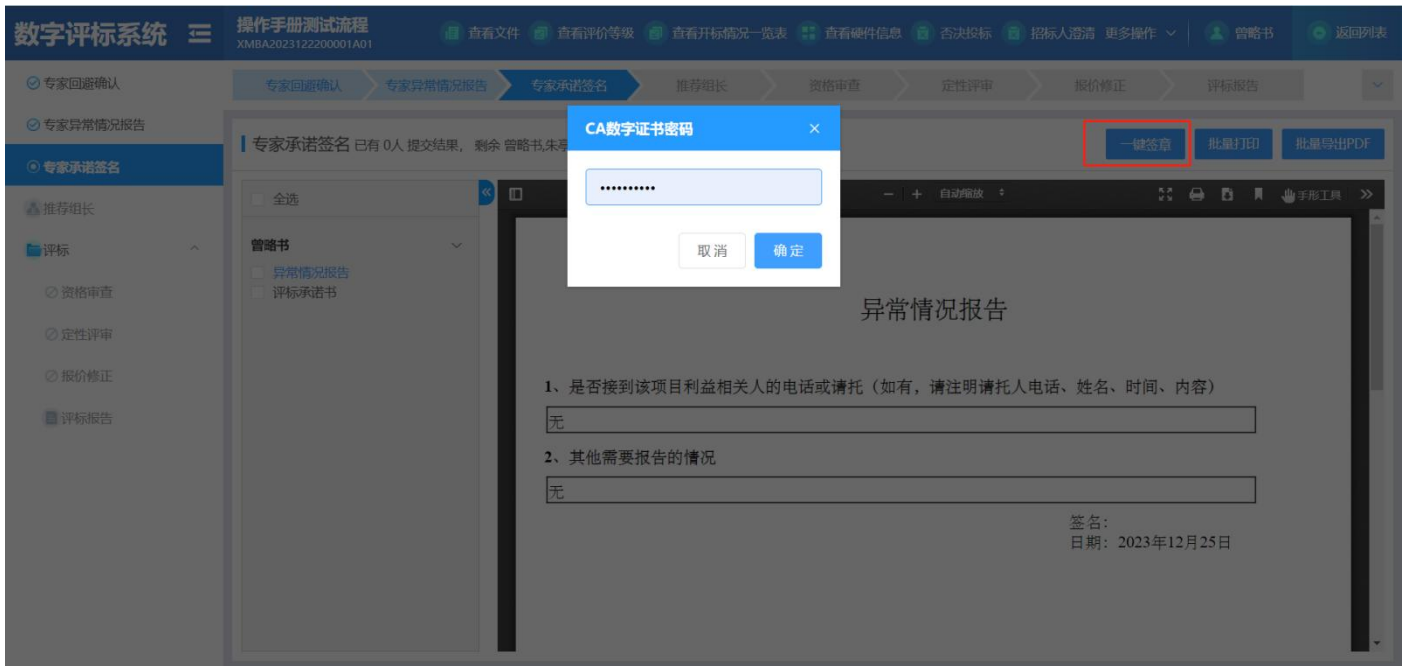 数字评标系统
操作手册测试流程
XMBA2023122200001A01
查看文件 查看评价等级 查看开标情况一览表 查看硬件信息 否决投标 招标人澄清 更多操作 曾略书 返回列表
专家回避确认
专家异常情况报告
专家承诺签名
推荐组长
评标
资格审查
定性评审
报价修正
评标报告
专家回避确认 专家异常情况报告 专家承诺签名 推荐组长 资格审查 定性评审 报价修正 评标报告
专家承诺签名 已有 0人 提交结果, 剩余 曾略书,朱
一键签章 批量打印 批量导出PDF
CA数字证书密码
••••••••••
取消 确定
全选
曾略书
异常情况报告
评标承诺书
自动缩放
手形工具
异常情况报告
1、是否接到该项目利益相关人的电话或请托（如有，请注明请托人电话、姓名、时间、内容）
无
2、其他需要报告的情况
无
签名：
日期：2023年12月25日